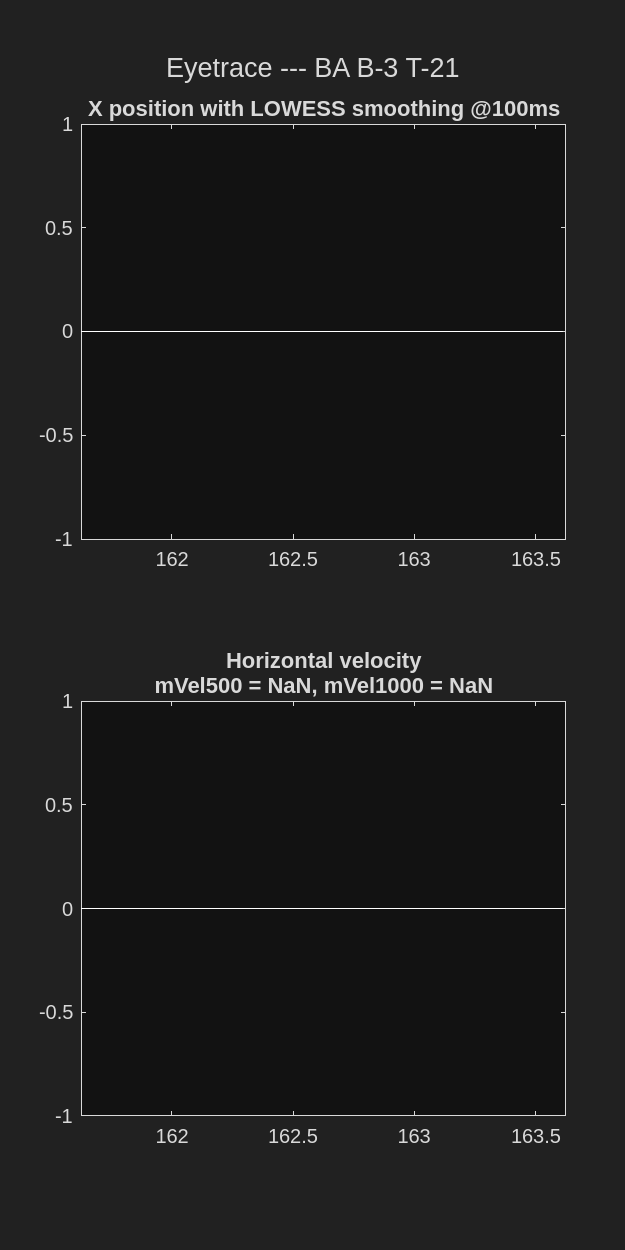 Eyetrace --- BA B-3 T-21
X position with LOWESS smoothing @100ms
1
0.5
0
-0.5
-1
162 162.5 163 163.5
Horizontal velocity
mVel500 = NaN, mVel1000 = NaN
1
0.5
0
-0.5
-1
162 162.5 163 163.5